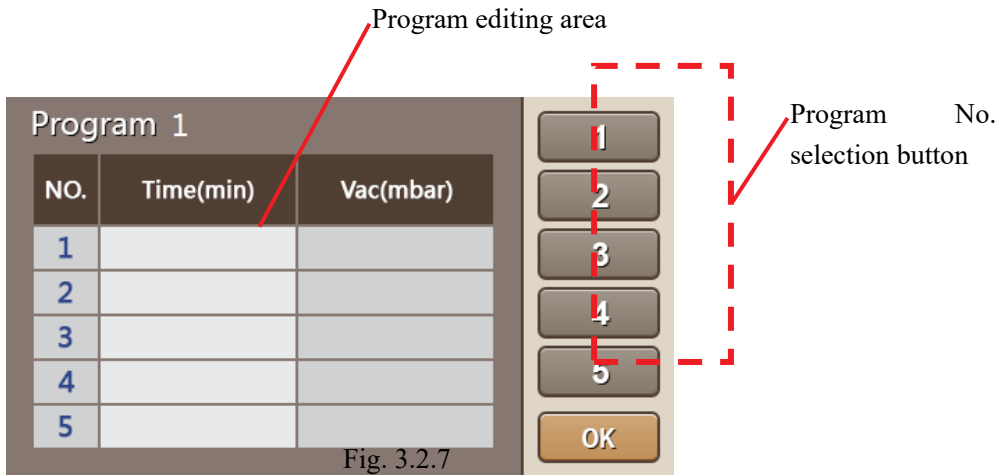 Program editing area
Program No.
selection button
Program 1
NO. Time(min) Vac(mbar)
1
2
3
4
5
1
2
3
4
5
OK
Fig. 3.2.7